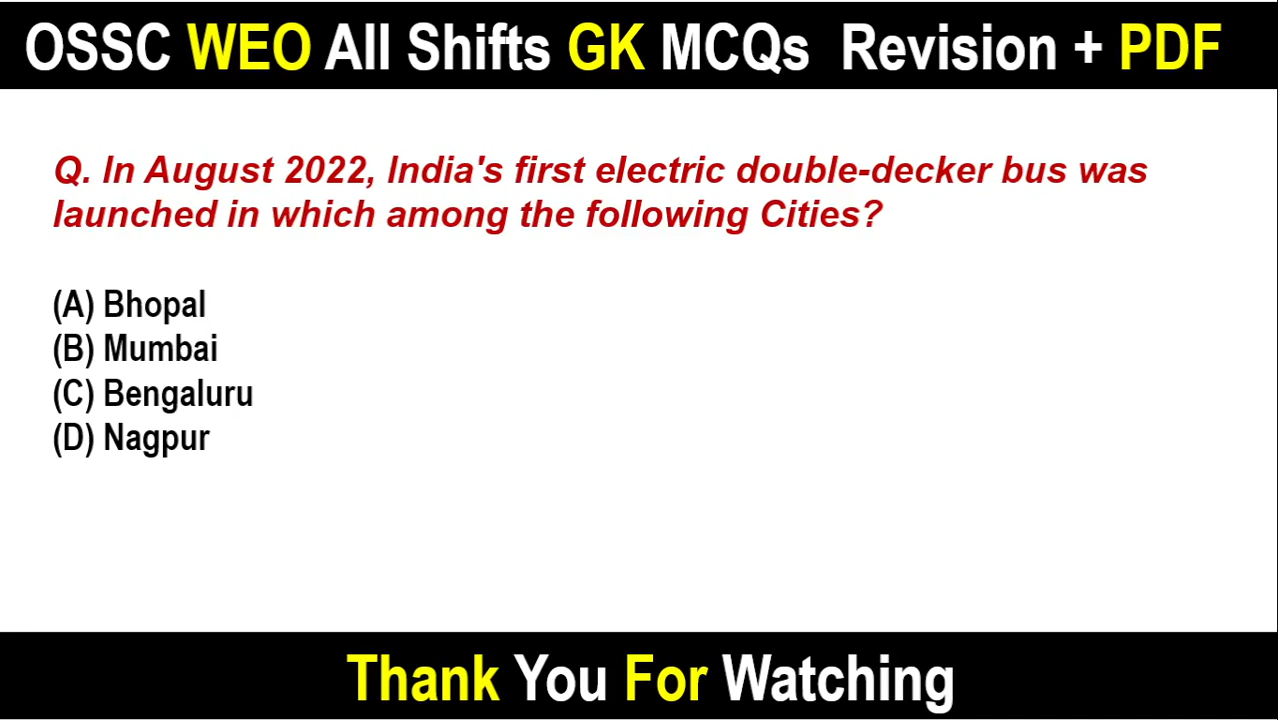 OSSC WEO All Shifts GK MCQs Revision + PDF
Q. In August 2022, India's first electric double-decker bus was
launched in which among the following Cities?
(A) Bhopal
(B) Mumbai
(C) Bengaluru
(D) Nagpur
Thank You For Watching